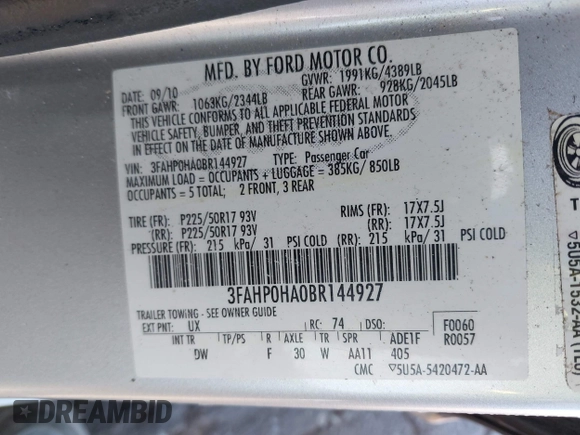 MFD. BY FORD MOTOR CO.
DATE: 09/10 GVWR: 1991KG/4389LB
FRONT GAWR: 1063KG/2344LB REAR GAWR: 928KG/2045LB
THIS VEHICLE CONFORMS TO ALL APPLICABLE FEDERAL MOTOR
VEHICLE SAFETY, BUMPER, AND THEFT PREVENTION STANDARDS
IN EFFECT ON THE DATE OF MANUFACTURE SHOWN ABOVE.
VIN: 3FAHP0HA0BR144927 TYPE: Passenger Car
MAXIMUM LOAD = OCCUPANTS + LUGGAGE = 385KG/ 850LB
OCCUPANTS = 5 TOTAL; 2 FRONT, 3 REAR
TIRE (FR): P225/50R17 93V RIMS (FR): 17X7.5J
(RR): P225/50R17 93V (RR): 17X7.5J
PRESSURE (FR): 215 kPa/ 31 PSI COLD (RR): 215 kPa/ 31 PSI COLD
3FAHP0HA0BR144927
TRAILER TOWING - SEE OWNER GUIDE
EXT PNT: UX RC: 74 DSO: F0060
INT TR TP/PS R AXLE TR SPR ADE1F R0057
DW F 30 W AA11 405
CMC ▽5U5A-5420472-AA
DREAMBID